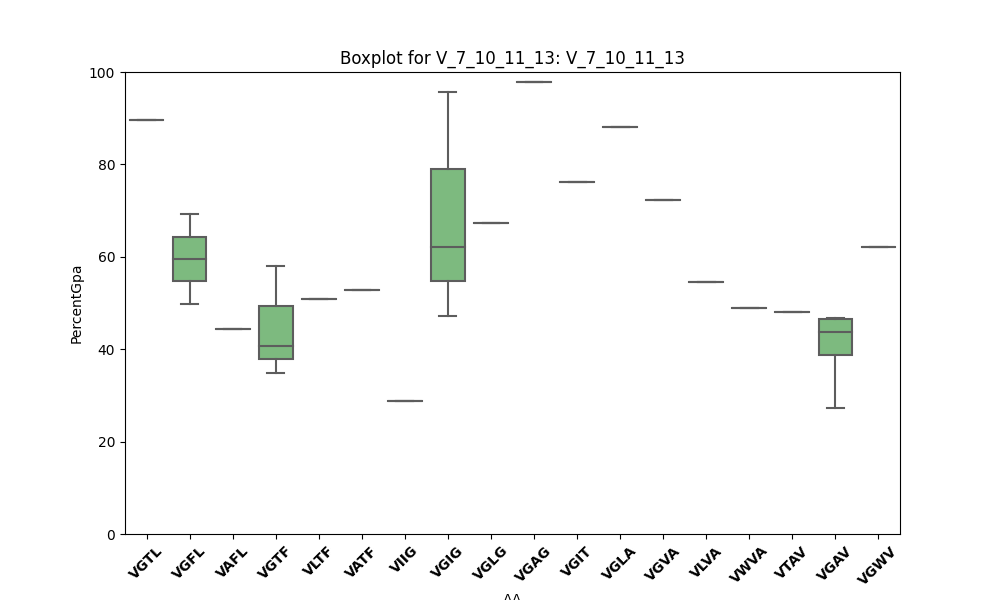 Boxplot for V_7_10_11_13: V_7_10_11_13
100
80
60
40
20
0
PercentGpa
VGTL
VGFL
VAFL
VGTF
VLTF
VATF
VIIG
VGIG
VGLG
VGAG
VGIT
VGLA
VGVA
VLVA
VWVA
VTAV
VGAV
VGWV
AA